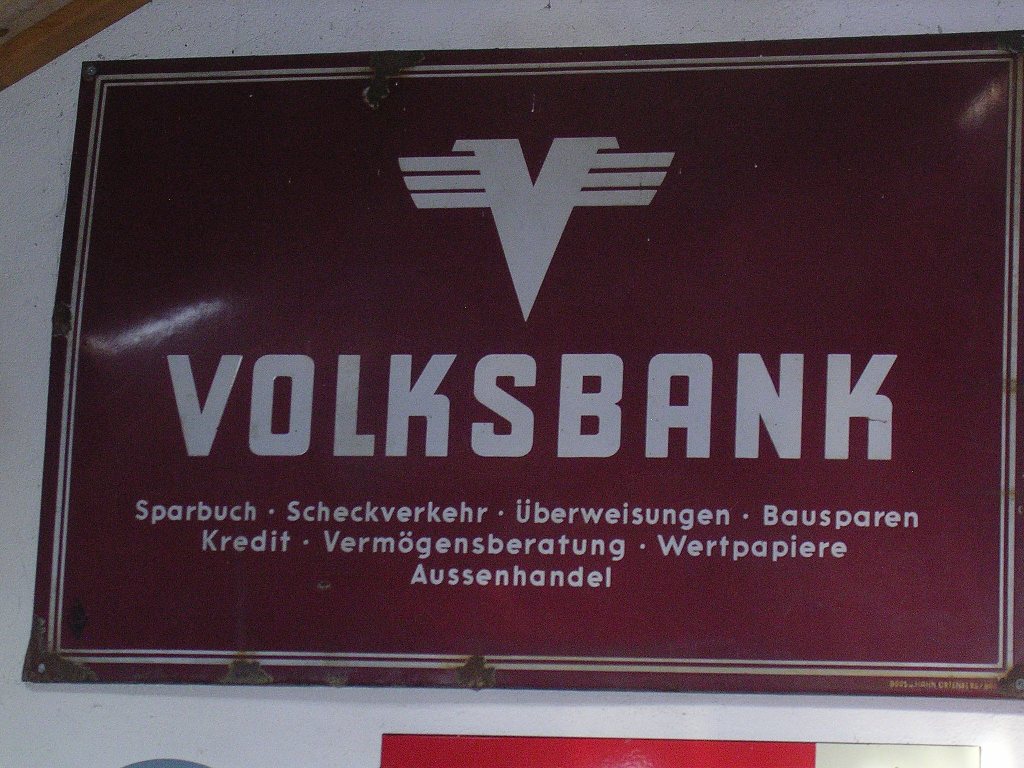 VOLKSBANK
Sparbuch · Scheckverkehr · Überweisungen · Bausparen
Kredit · Vermögensberatung · Wertpapiere
Aussenhandel